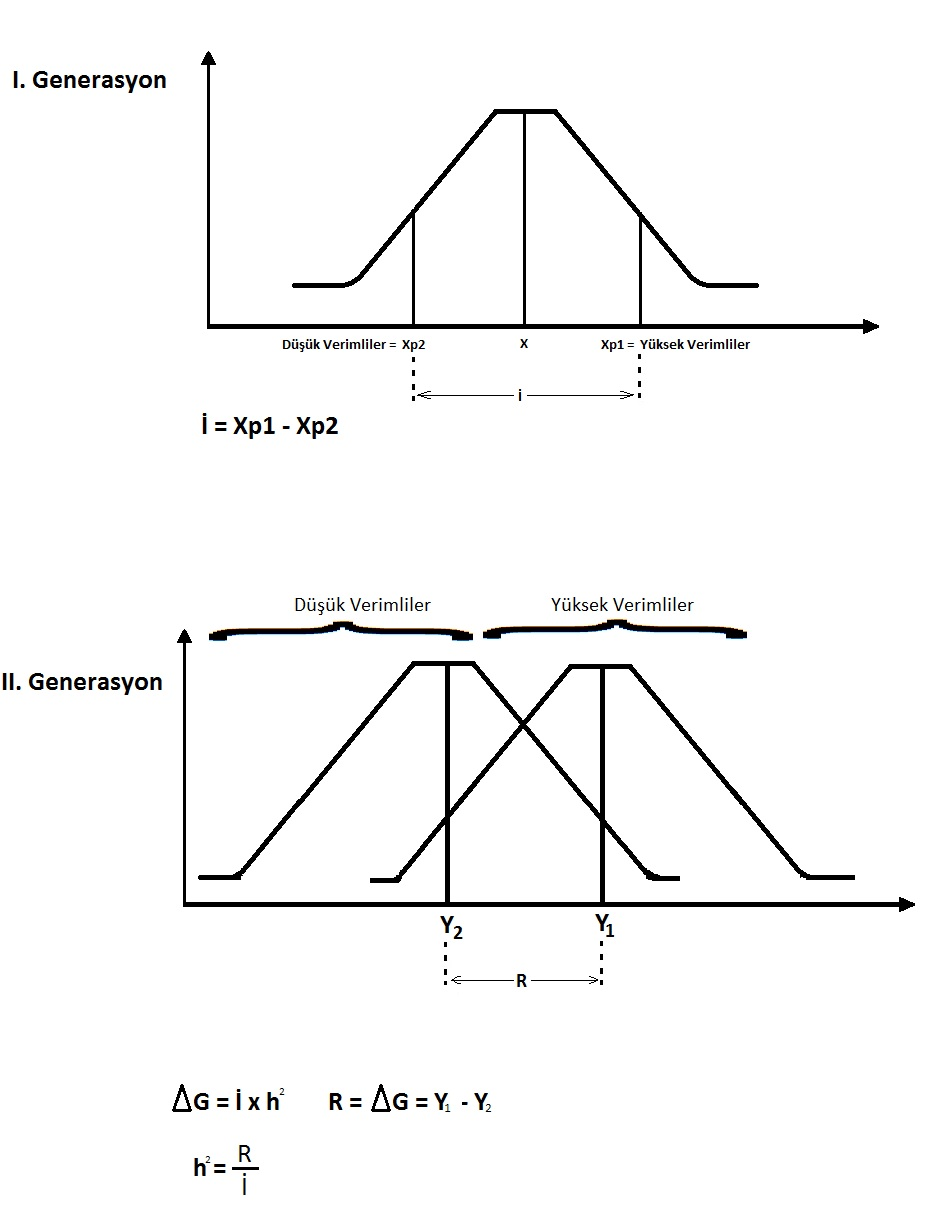 I. Generasyon
Düşük Verimliler = Xp2 X Xp1 = Yüksek Verimliler
i
İ = Xp1 - Xp2
Düşük Verimliler Yüksek Verimliler
II. Generasyon
Y2 Y1
R
ΔG = İ x h² R = ΔG = Y1 - Y2
h² = R
İ